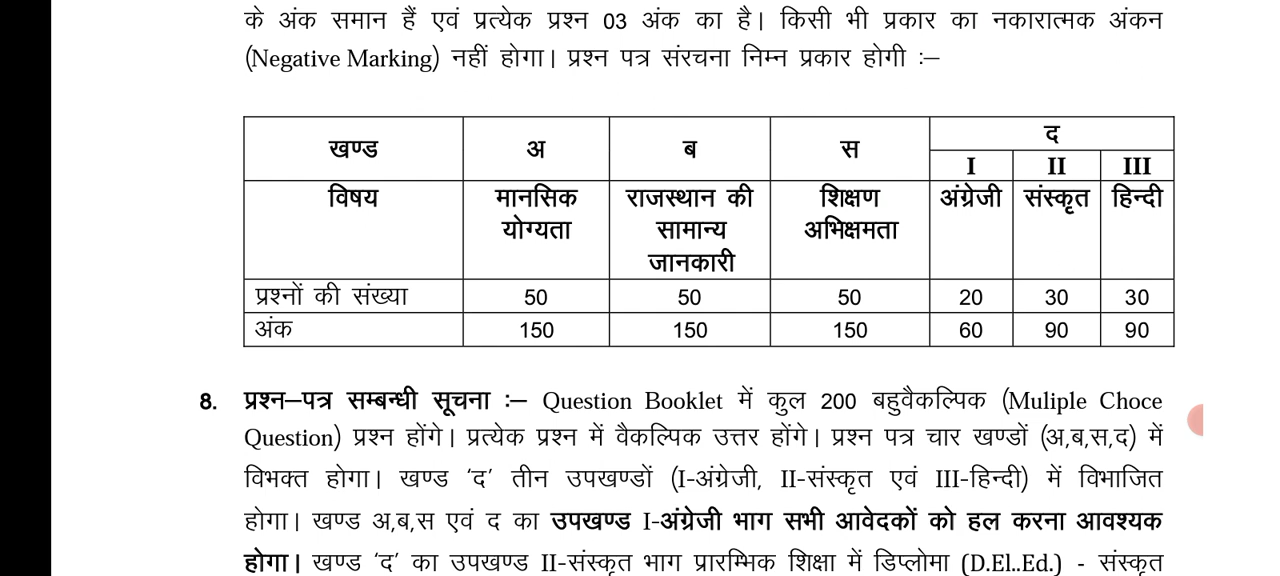 के अंक समान हैं एवं प्रत्येक प्रश्न 03 अंक का है। किसी भी प्रकार का नकारात्मक अंकन
(Negative Marking) नहीं होगा। प्रश्न पत्र संरचना निम्न प्रकार होगी :–
खण्ड अ ब स द
I II III
विषय मानसिक राजस्थान की शिक्षण अंग्रेजी संस्कृत हिन्दी
योग्यता सामान्य अभिक्षमता
जानकारी
प्रश्नों की संख्या 50 50 50 20 30 30
अंक 150 150 150 60 90 90
8. प्रश्न–पत्र सम्बन्धी सूचना :– Question Booklet में कुल 200 बहुवैकल्पिक (Muliple Choce
Question) प्रश्न होंगे। प्रत्येक प्रश्न में वैकल्पिक उत्तर होंगे। प्रश्न पत्र चार खण्डों (अ,ब,स,द) में
विभक्त होगा। खण्ड ‘द’ तीन उपखण्डों (I-अंग्रेजी, II-संस्कृत एवं III-हिन्दी) में विभाजित
होगा। खण्ड अ,ब,स एवं द का उपखण्ड I-अंग्रेजी भाग सभी आवेदकों को हल करना आवश्यक
होगा। खण्ड ‘द’ का उपखण्ड II-संस्कृत भाग प्रारम्भिक शिक्षा में डिप्लोमा (D.El..Ed.) - संस्कृत